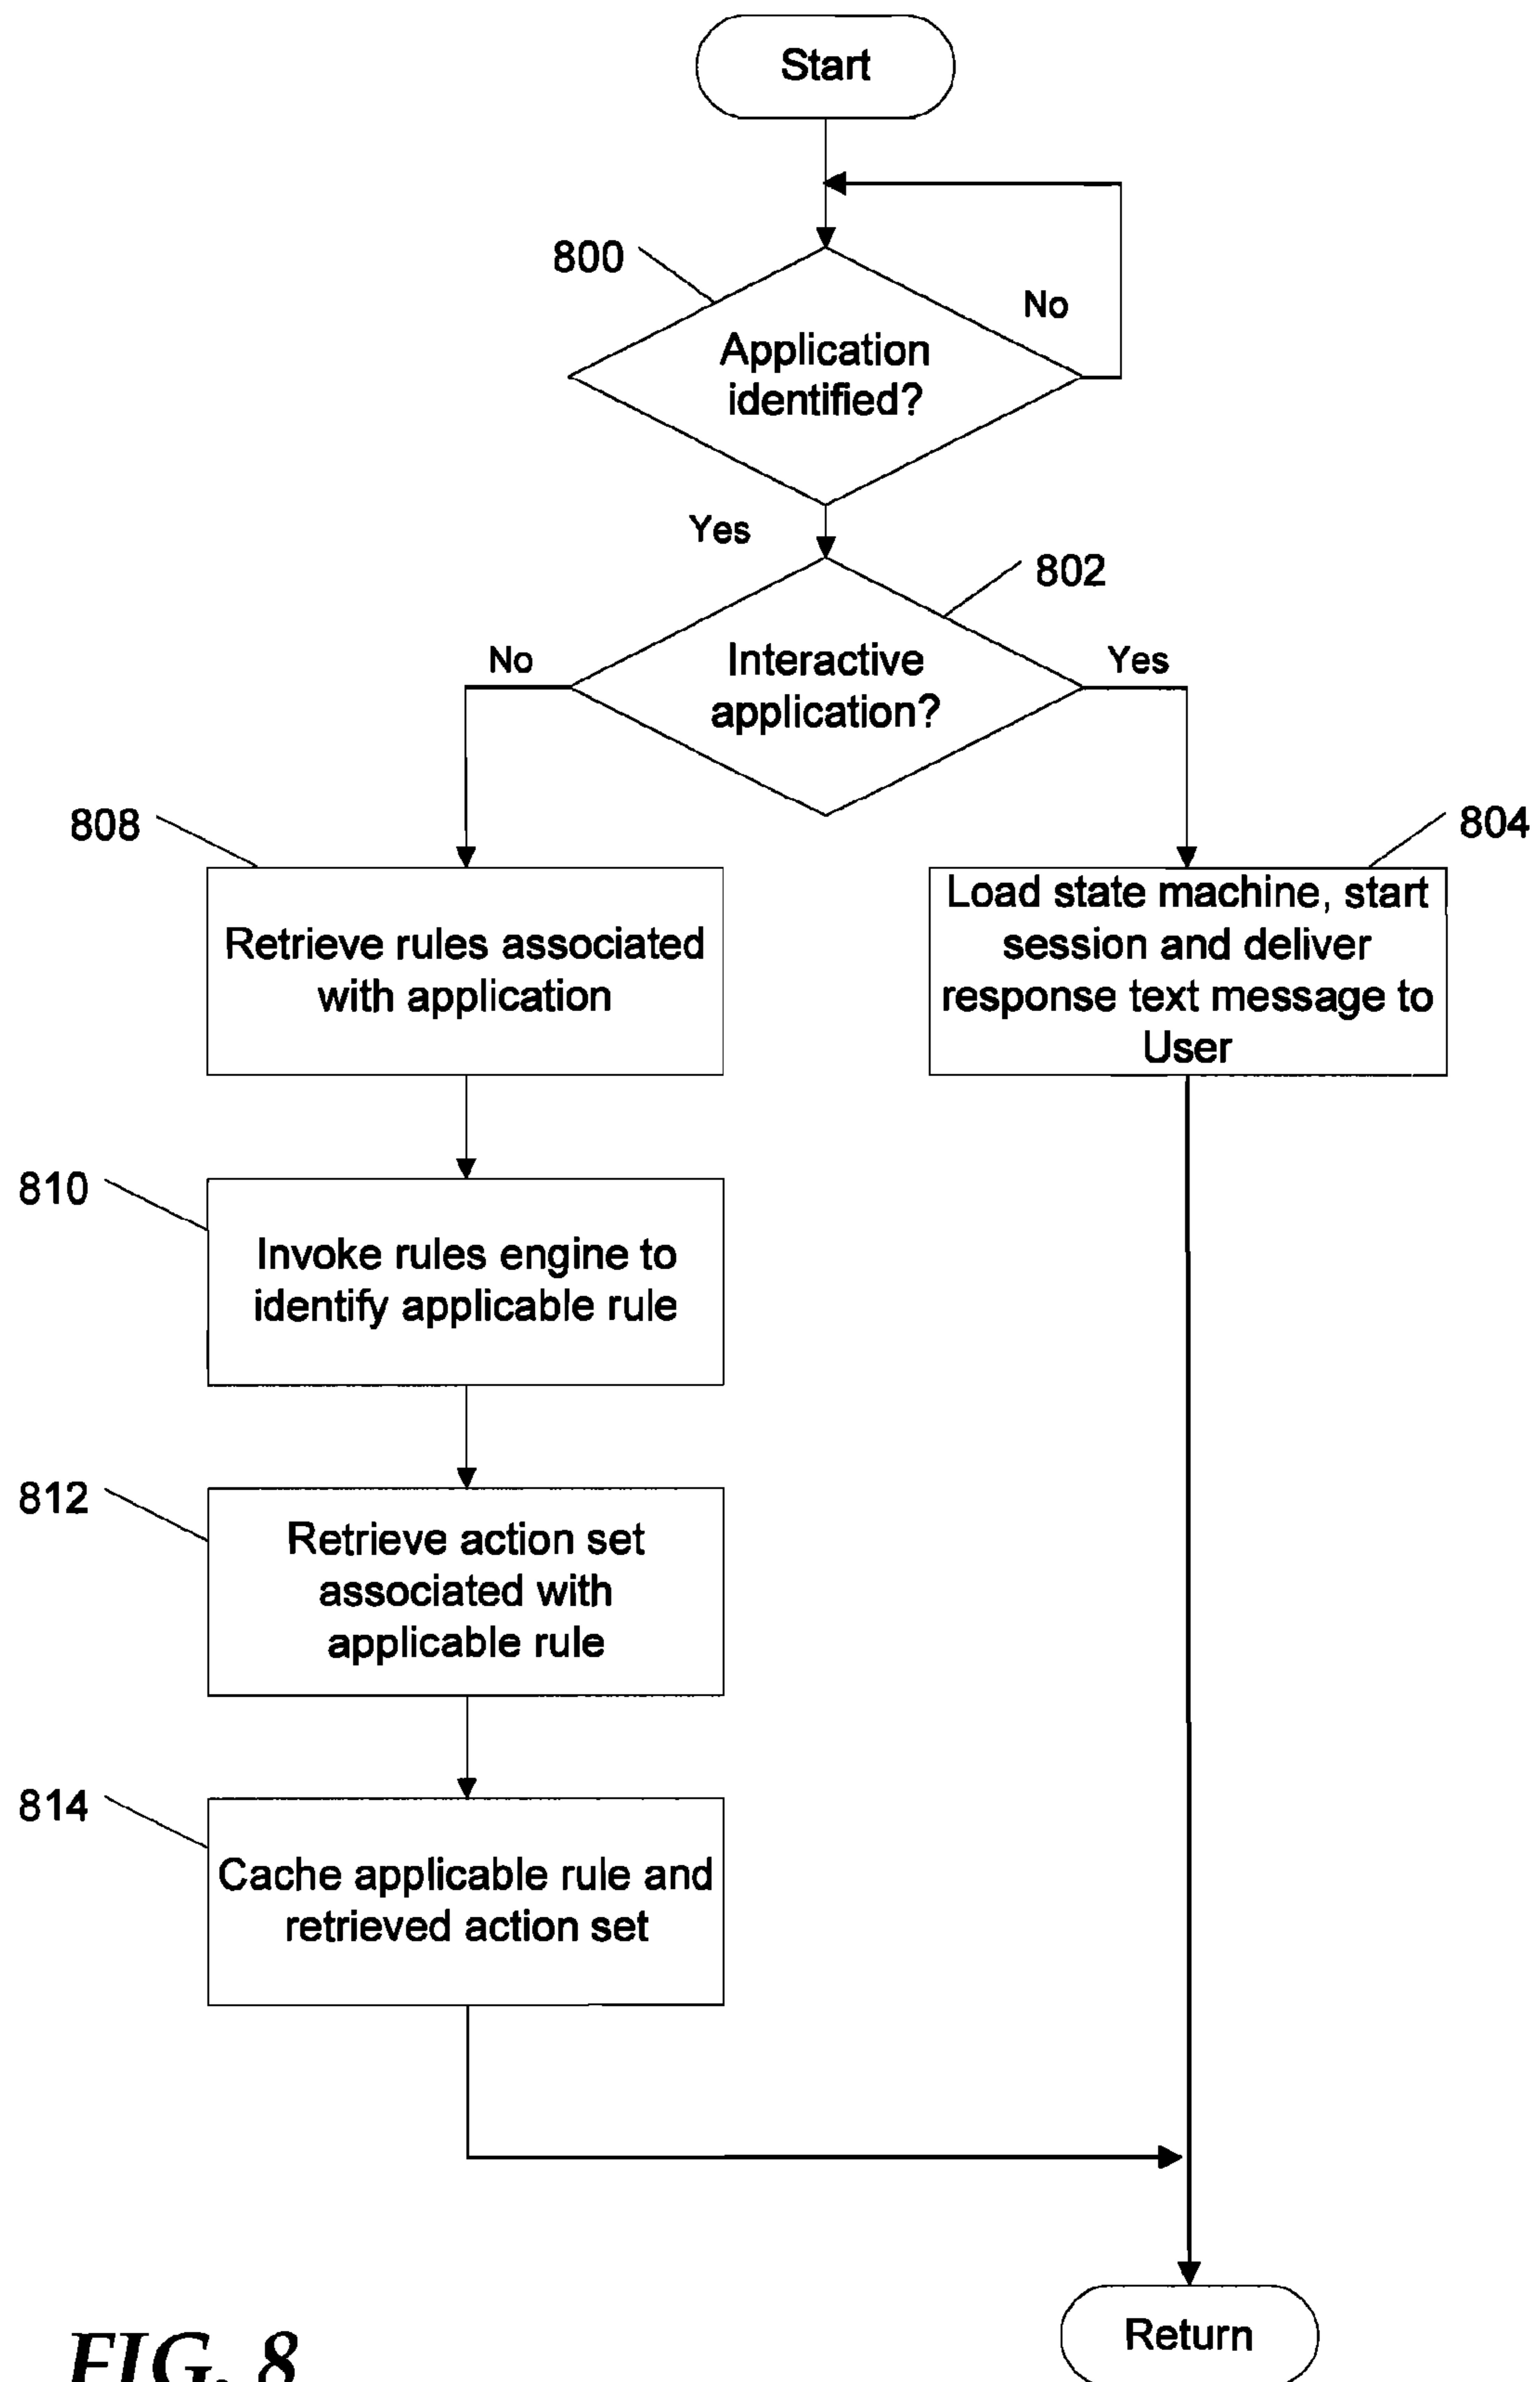 Start
800
No
Application
identified?
Yes
802
No
Interactive
application?
Yes
808
804
Retrieve rules associated
with application
Load state machine, start
session and deliver
response text message to
User
810
Invoke rules engine to
identify applicable rule
812
Retrieve action set
associated with
applicable rule
814
Cache applicable rule and
retrieved action set
Return
FIG. 8